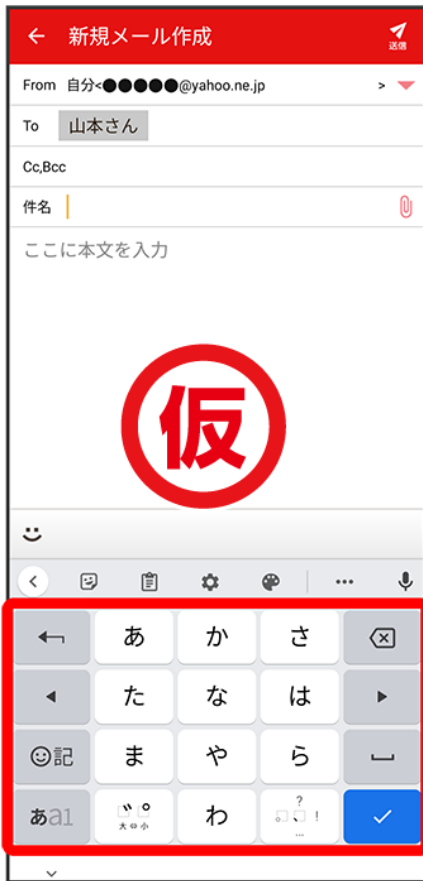 新規メール作成
送信
From 自分<●●●●●@yahoo.ne.jp >
To 山本さん
Cc,Bcc
件名
ここに本文を入力
仮
あ か さ
た な は
記 ま や ら
あa1 大⇔小 わ ? ! ...